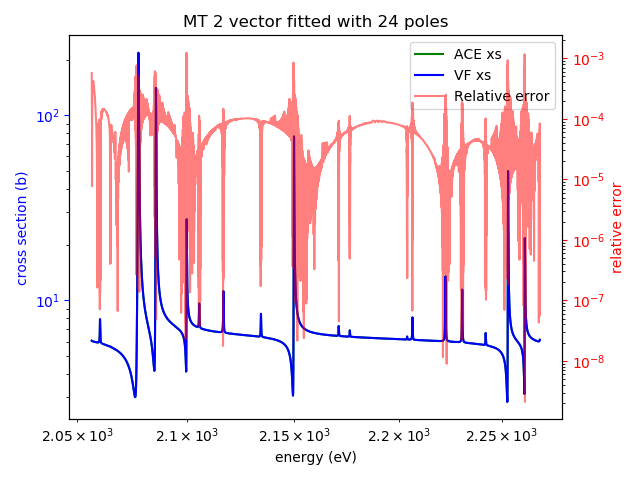 MT 2 vector fitted with 24 poles
ACE xs
VF xs
Relative error
10²
10¹
cross section (b)
10⁻³
10⁻⁴
10⁻⁵
10⁻⁶
10⁻⁷
10⁻⁸
relative error
2.05 × 10³ 2.1 × 10³ 2.15 × 10³ 2.2 × 10³ 2.25 × 10³
energy (eV)